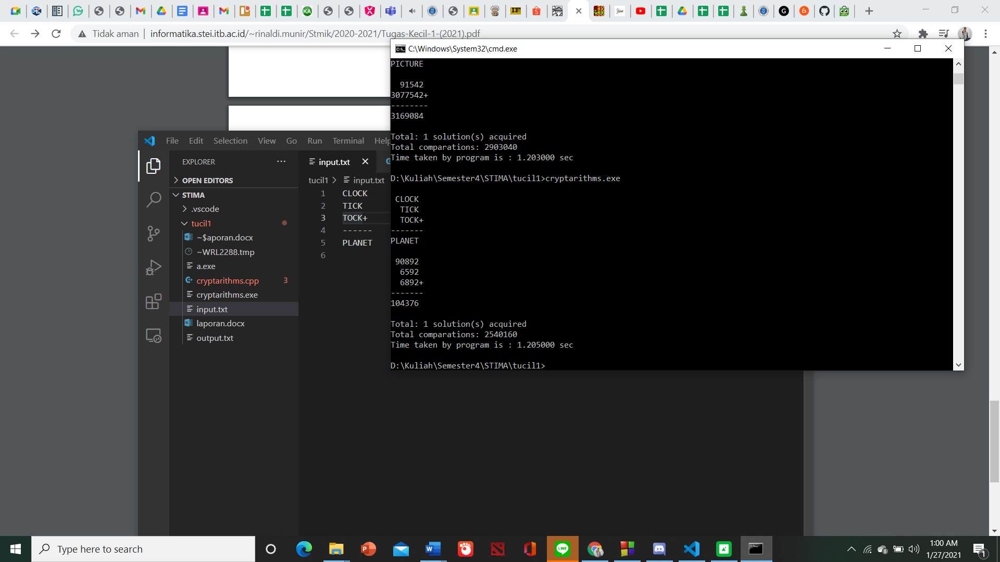 Tidak aman | informatika.stei.itb.ac.id/~rinaldi.munir/Stmik/2020-2021/Tugas-Kecil-1-(2021).pdf
C:\Windows\System32\cmd.exe
PICTURE
91542
3077542+
--------
3169084
Total: 1 solution(s) acquired
Total comparations: 2903040
Time taken by program is : 1.203000 sec
D:\Kuliah\Semester4\STIMA\tucil1>cryptarithms.exe
CLOCK
TICK
TOCK+
-------
PLANET
90892
6592
6892+
-------
104376
Total: 1 solution(s) acquired
Total comparations: 2540160
Time taken by program is : 1.205000 sec
D:\Kuliah\Semester4\STIMA\tucil1>
File Edit Selection View Go Run Terminal Help
EXPLORER
OPEN EDITORS
STIMA
.vscode
tucil1
~$aporan.docx
~WRL2288.tmp
a.exe
cryptarithms.cpp 3
cryptarithms.exe
input.txt
laporan.docx
output.txt
input.txt
tucil1 > input.txt
1 CLOCK
2 TICK
3 TOCK+
4 ------
5 PLANET
6
Type here to search
1:00 AM
1/27/2021
1